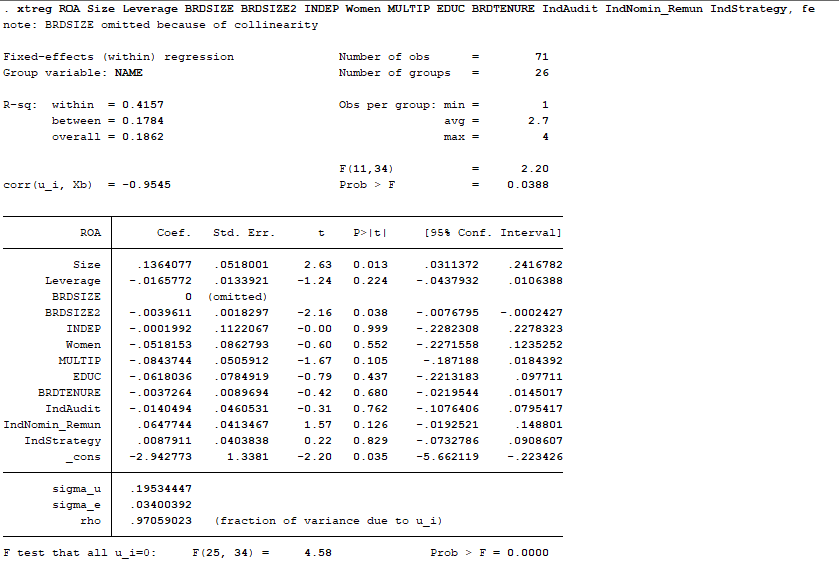 . xtreg ROA Size Leverage BRDSIZE BRDSIZE2 INDEP Women MULTIP EDUC BRDTENURE IndAudit IndNomin_Remun IndStrategy, fe
note: BRDSIZE omitted because of collinearity
Fixed-effects (within) regression Number of obs = 71
Group variable: NAME Number of groups = 26
R-sq: within = 0.4157 Obs per group: min = 1
between = 0.1784 avg = 2.7
overall = 0.1862 max = 4
F(11,34) = 2.20
corr(u_i, Xb) = -0.9545 Prob > F = 0.0388
ROA Coef. Std. Err. t P>|t| [95% Conf. Interval]
Size .1364077 .0518001 2.63 0.013 .0311372 .2416782
Leverage -.0165772 .0133921 -1.24 0.224 -.0437932 .0106388
BRDSIZE 0 (omitted)
BRDSIZE2 -.0039611 .0018297 -2.16 0.038 -.0076795 -.0002427
INDEP -.0001992 .1122067 -0.00 0.999 -.2282308 .2278323
Women -.0518153 .0862793 -0.60 0.552 -.2271558 .1235252
MULTIP -.0843744 .0505912 -1.67 0.105 -.187188 .0184392
EDUC -.0618036 .0784919 -0.79 0.437 -.2213183 .097711
BRDTENURE -.0037264 .0089694 -0.42 0.680 -.0219544 .0145017
IndAudit -.0140494 .0460531 -0.31 0.762 -.1076406 .0795417
IndNomin_Remun .0647744 .0413467 1.57 0.126 -.0192521 .148801
IndStrategy .0087911 .0403838 0.22 0.829 -.0732786 .0908607
_cons -2.942773 1.3381 -2.20 0.035 -5.662119 -.223426
sigma_u .19534447
sigma_e .03400392
rho .97059023 (fraction of variance due to u_i)
F test that all u_i=0: F(25, 34) = 4.58 Prob > F = 0.0000